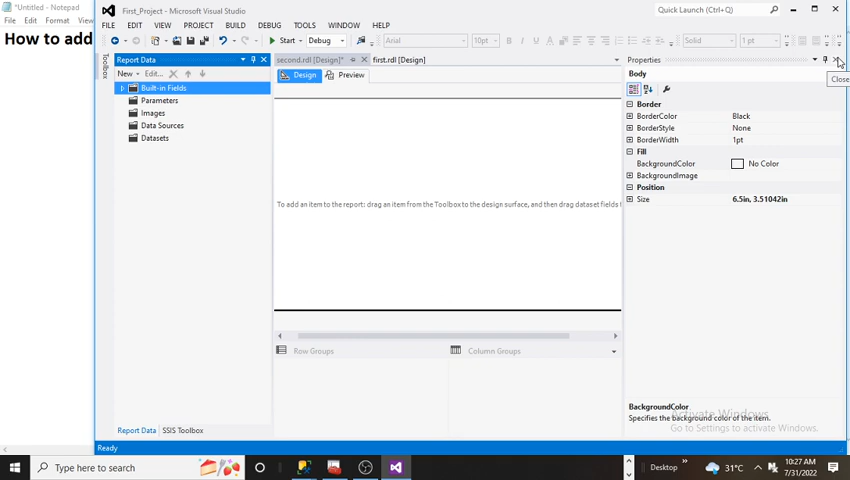 *Untitled - Notepad
File Edit Format View
How to add
First_Project - Microsoft Visual Studio
Quick Launch (Ctrl+Q)
FILE EDIT VIEW PROJECT BUILD DEBUG TOOLS WINDOW HELP
Start Debug Arial 10pt B I U A Solid 1 pt
Toolbox
Report Data
New Edit...
Built-in Fields
Parameters
Images
Data Sources
Datasets
Report Data SSIS Toolbox
second.rdl [Design]* first.rdl [Design]
Design Preview
To add an item to the report: drag an item from the Toolbox to the design surface, and then drag dataset fields t
Row Groups Column Groups
Properties
Close
Body
Border
BorderColor Black
BorderStyle None
BorderWidth 1pt
Fill
BackgroundColor No Color
BackgroundImage
Position
Size 6.5in, 3.51042in
BackgroundColor
Specifies the background color of the item.
Activate Windows
Go to Settings to activate Windows.
Ready
Type here to search
Desktop
31°C
10:27 AM
7/31/2022